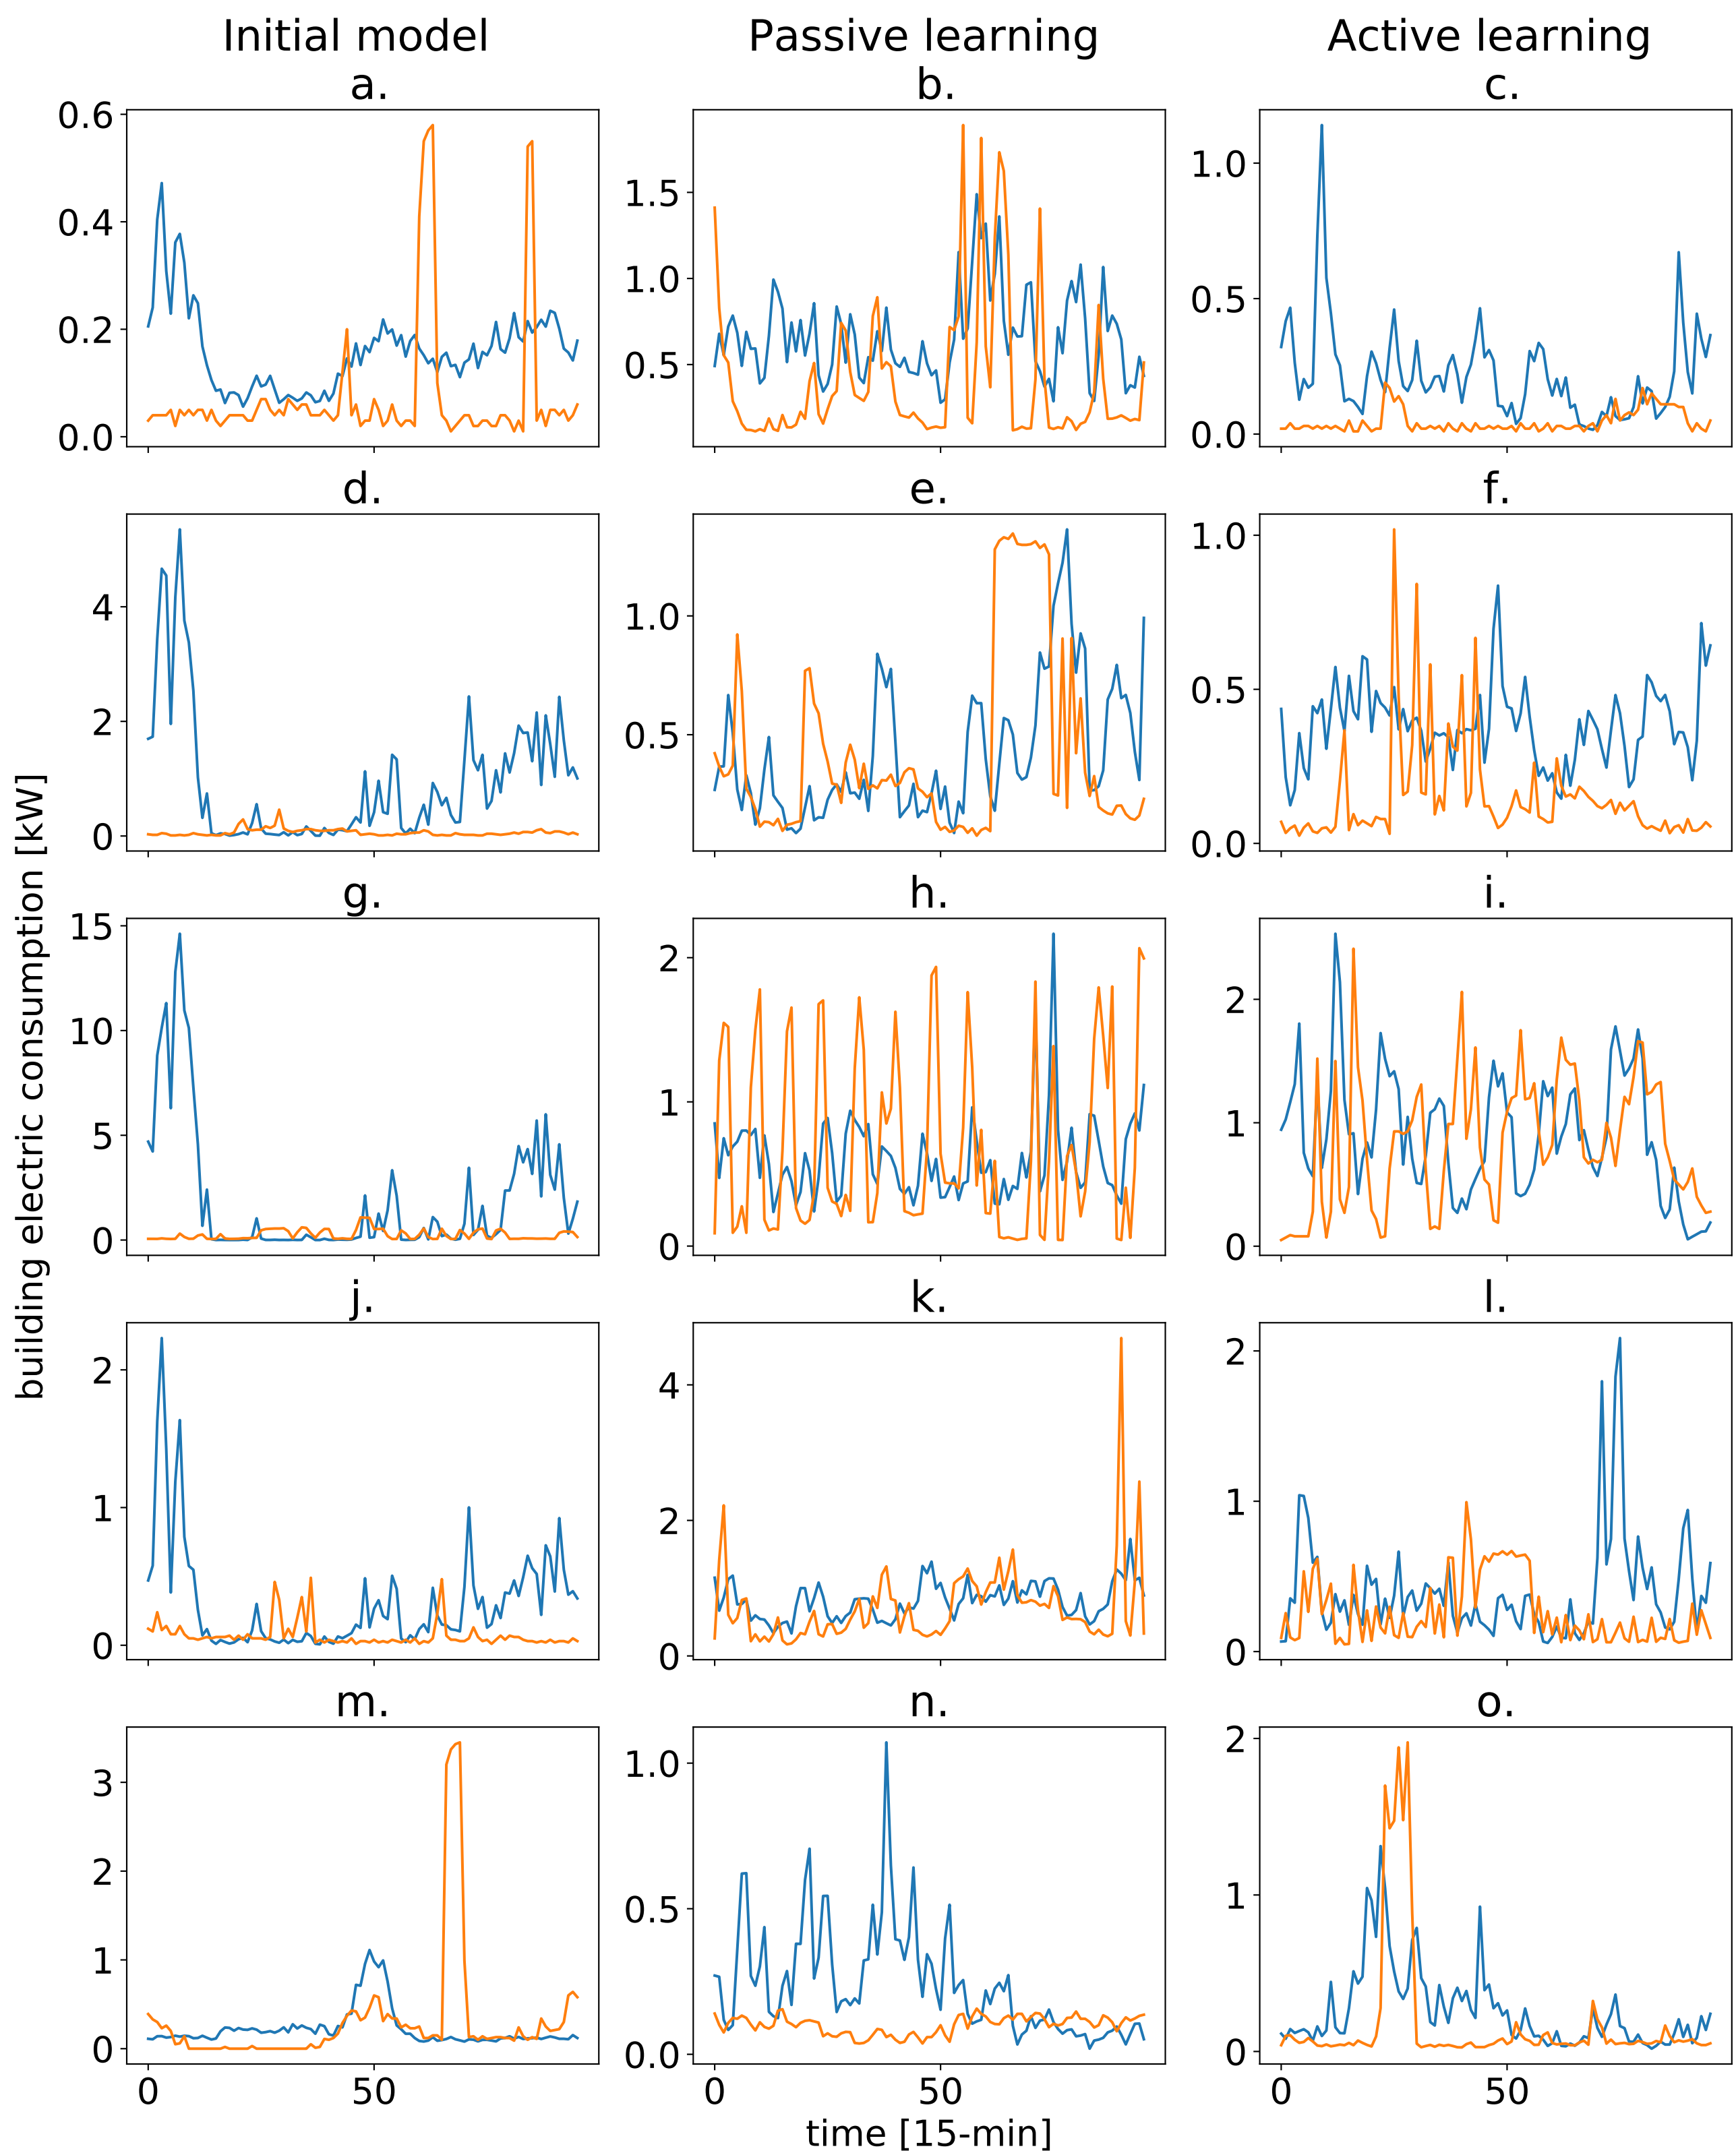 Initial model
Passive learning
Active learning
a.
b.
c.
0.6
0.4
0.2
0.0
1.5
1.0
0.5
1.0
0.5
0.0
d.
e.
f.
4
2
0
1.0
0.5
1.0
0.5
0.0
g.
h.
i.
15
10
5
0
2
1
0
2
1
0
j.
k.
l.
2
1
0
4
2
0
2
1
0
m.
n.
o.
3
2
1
0
1.0
0.5
0.0
2
1
0
0
50
0
50
0
50
time [15-min]
building electric consumption [kW]